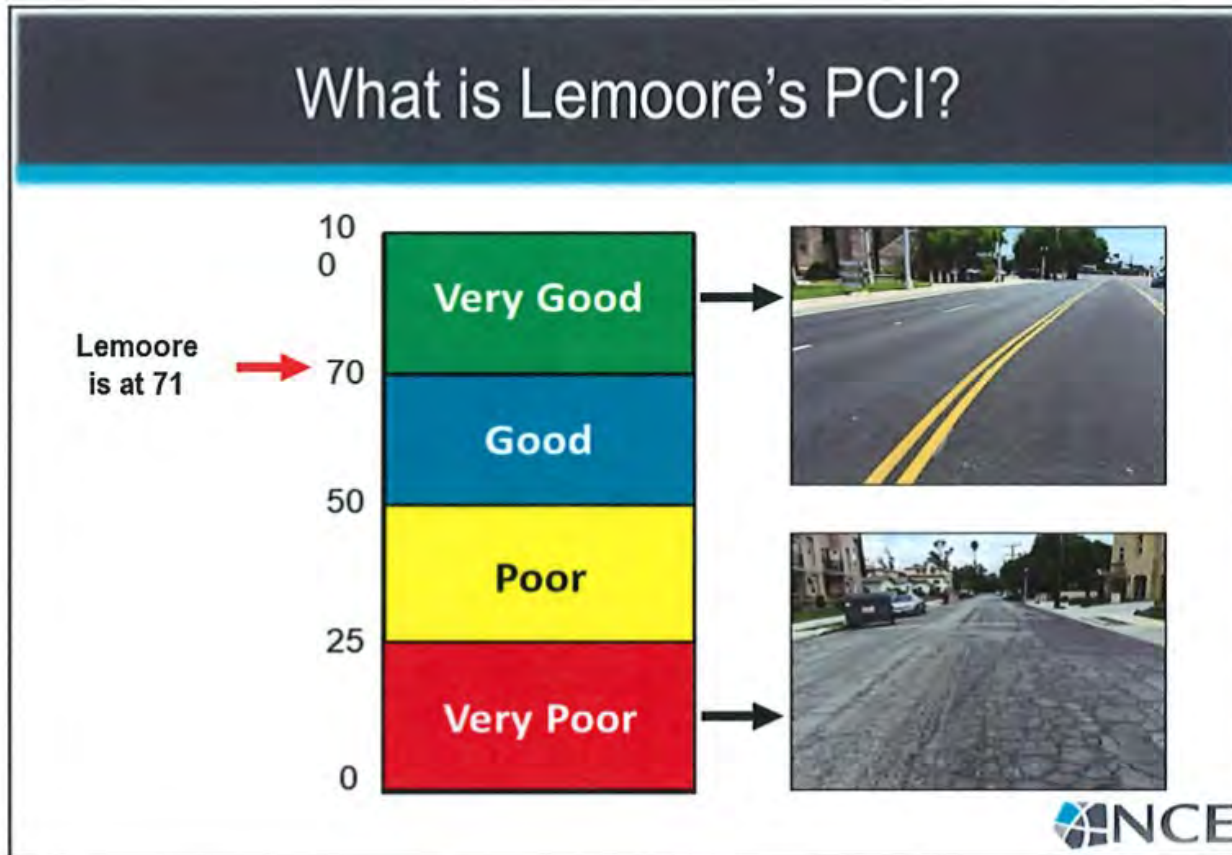 What is Lemoore's PCI?
10
0
Very Good
Lemoore
is at 71
70
Good
50
Poor
25
Very Poor
0
NCE